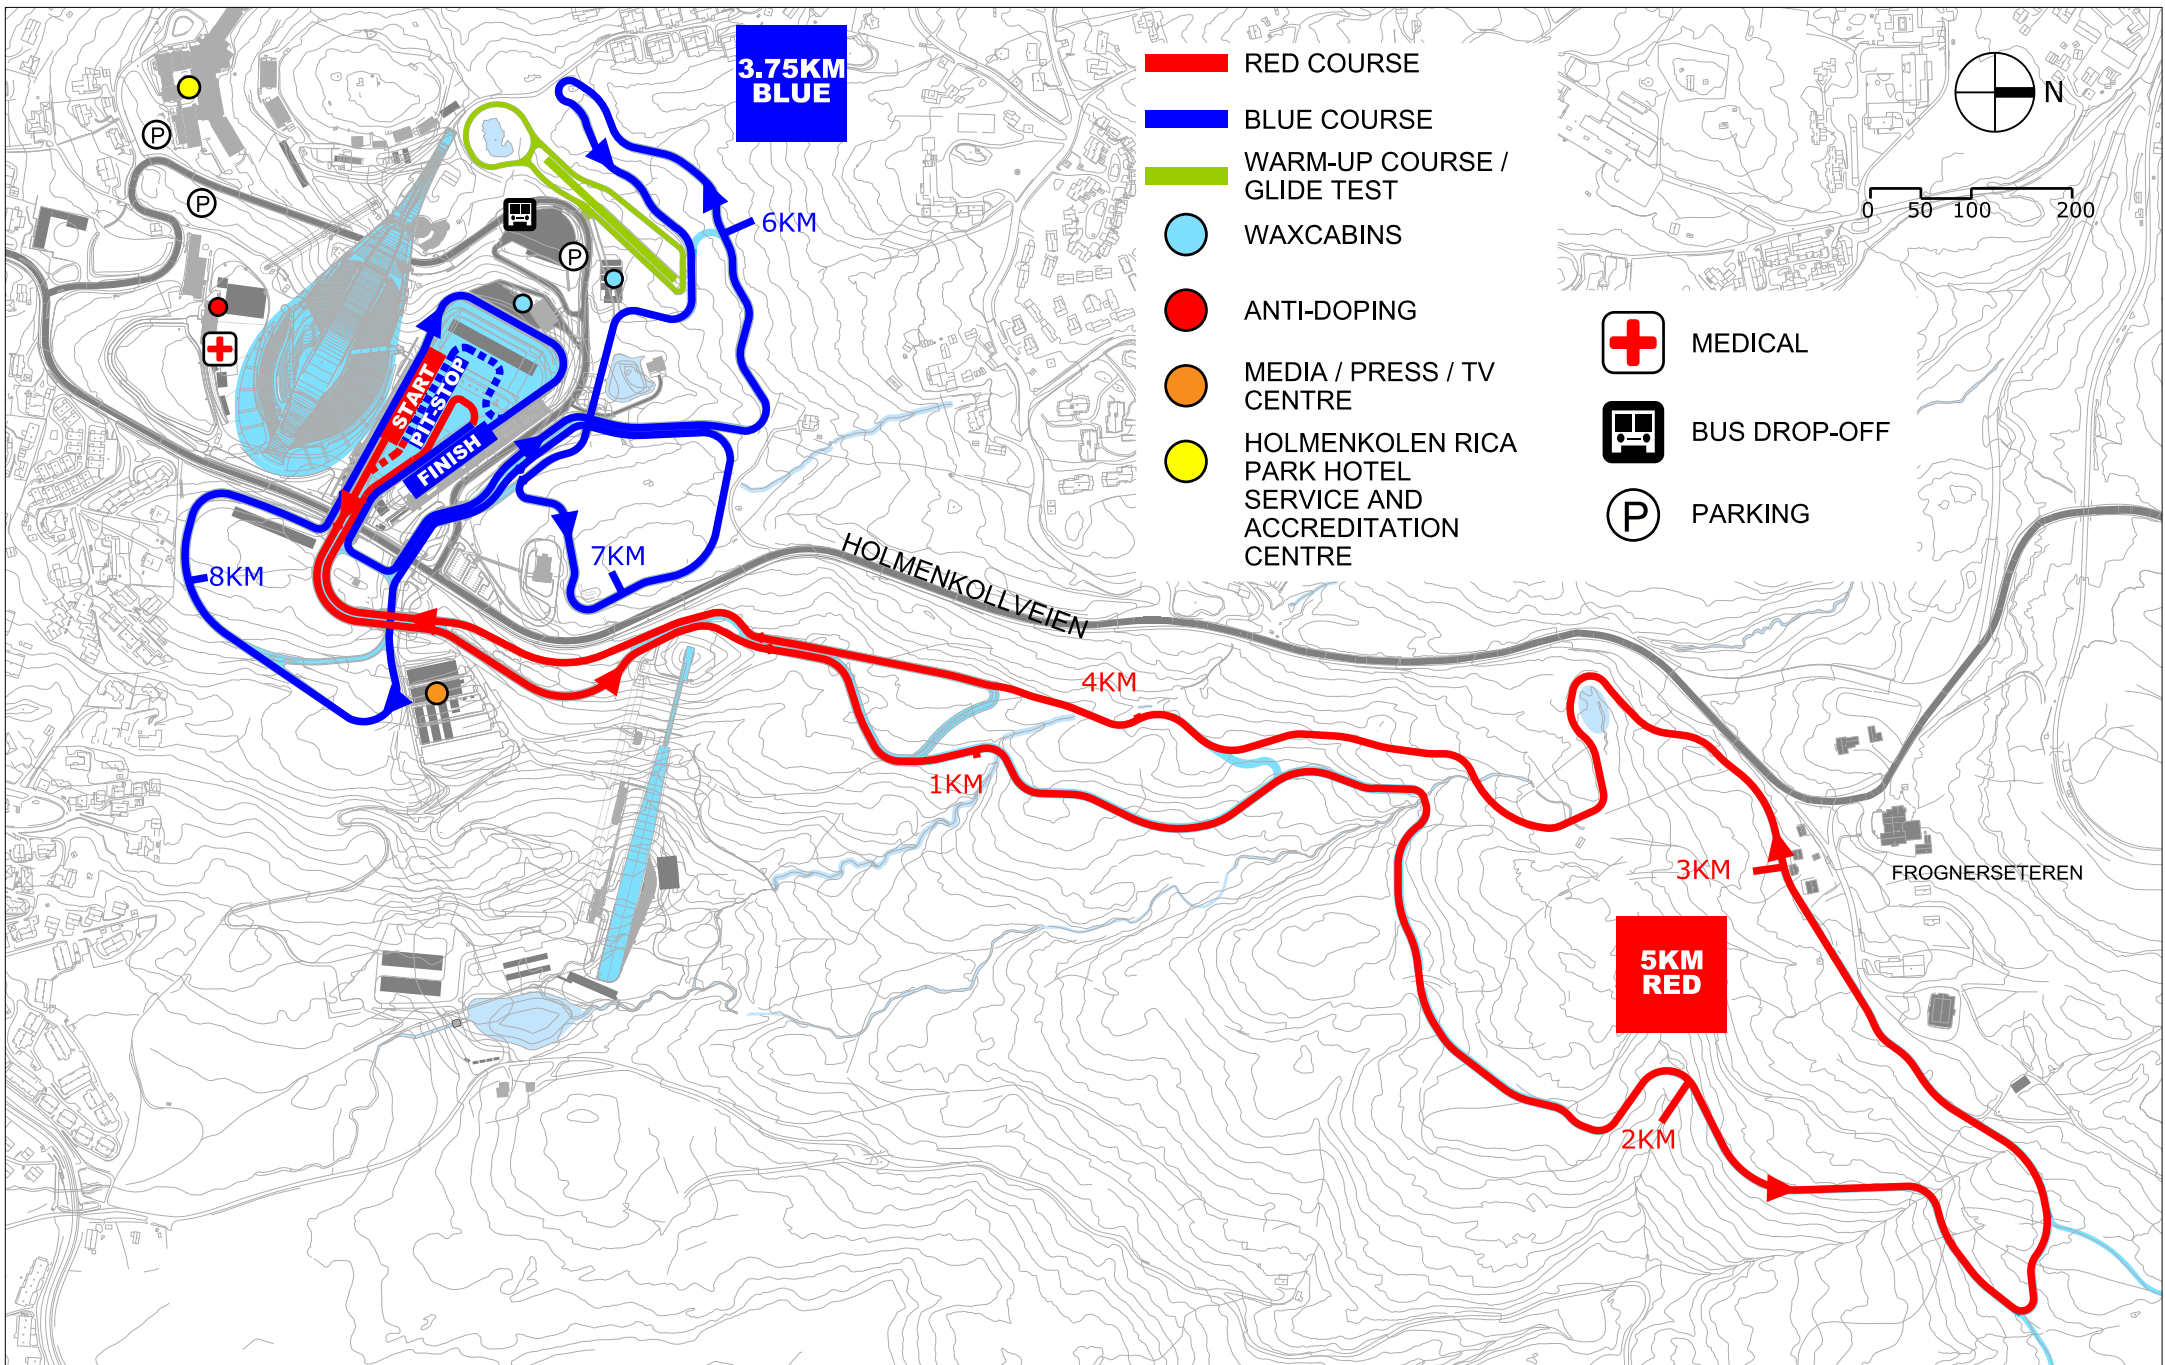 3.75KM
BLUE
RED COURSE
BLUE COURSE
WARM-UP COURSE /
GLIDE TEST
WAXCABINS
ANTI-DOPING
MEDIA / PRESS / TV
CENTRE
HOLMENKOLEN RICA
PARK HOTEL
SERVICE AND
ACCREDITATION
CENTRE
MEDICAL
BUS DROP-OFF
P
PARKING
N
0 50 100 200
P
P
P
6KM
START
PIT-STOP
FINISH
7KM
8KM
HOLMENKOLLVEIEN
4KM
1KM
3KM
FROGNERSETEREN
5KM
RED
2KM